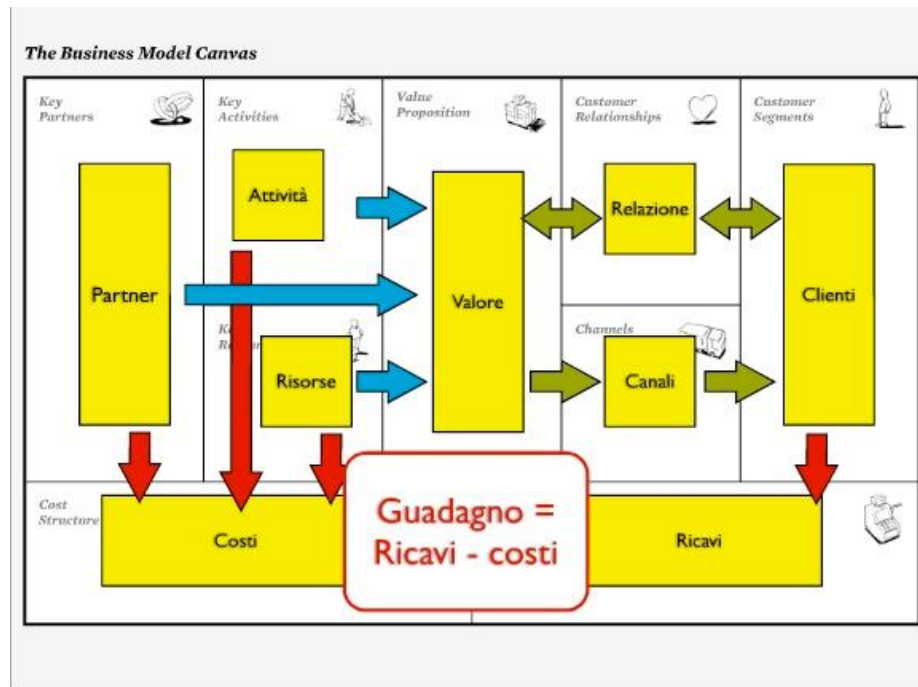 The Business Model Canvas
Key
Partners
Key
Activities
Value
Proposition
Customer
Relationships
Customer
Segments
Attività
Relazione
Partner
Valore
Clienti
Channels
Risorse
Canali
Cost
Structure
Costi
Guadagno =
Ricavi - costi
Ricavi